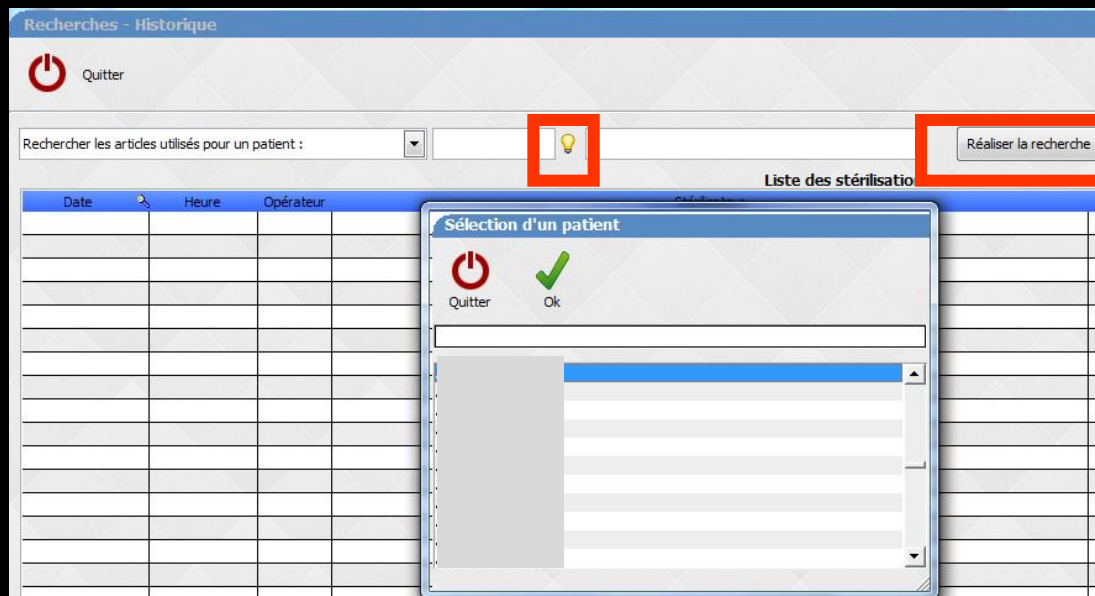 Recherches - Historique
Quitter
Rechercher les articles utilisés pour un patient :
Réaliser la recherche
Liste des stérilisation
Date Heure Opérateur
Sélection d'un patient
Quitter Ok